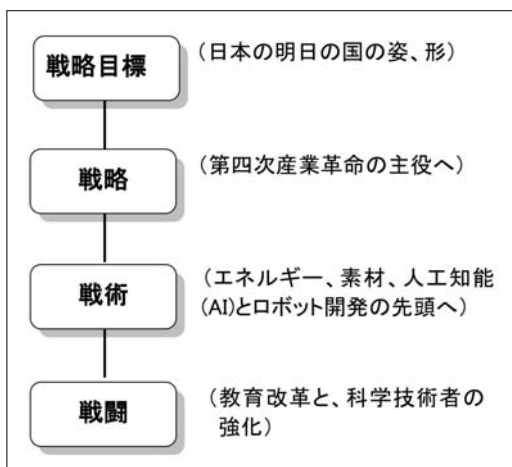 戦略目標
（日本の明日の国の姿、形）
戦略
（第四次産業革命の主役へ）
戦術
（エネルギー、素材、人工知能
(AI)とロボット開発の先頭へ）
戦闘
（教育改革と、科学技術者の
強化）